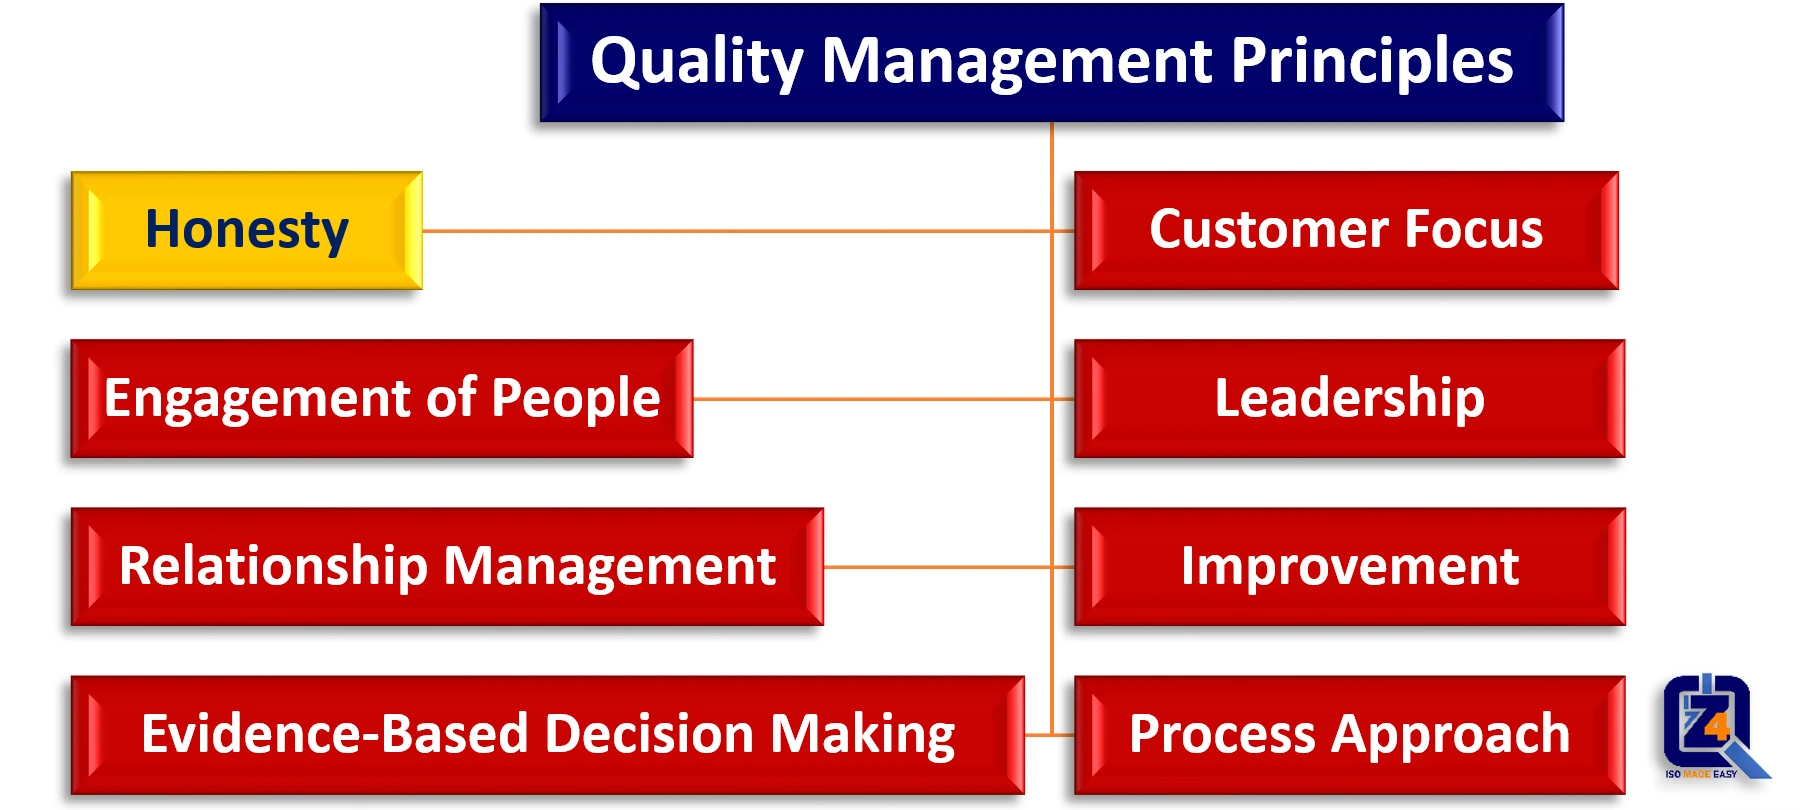 Quality Management Principles
Honesty
Customer Focus
Engagement of People
Leadership
Relationship Management
Improvement
Evidence-Based Decision Making
Process Approach
Z4
ISO MADE EASY